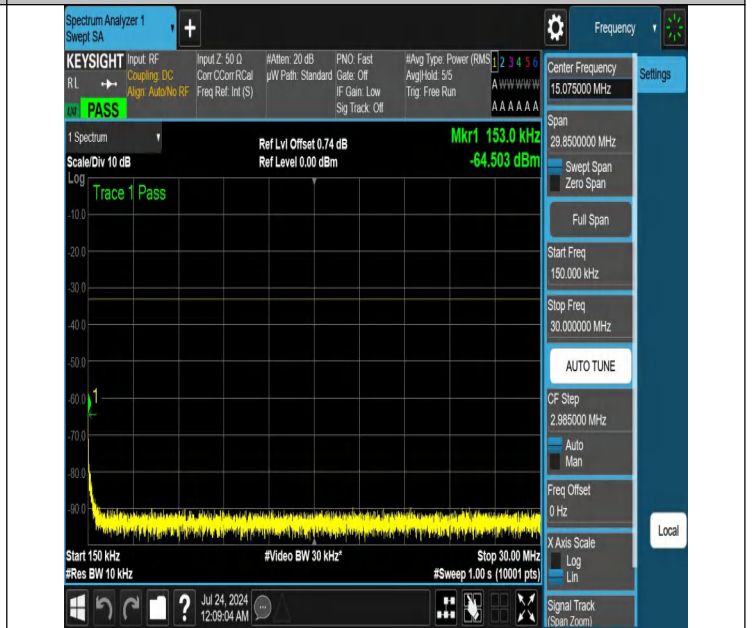 Spectrum Analyzer 1
Swept SA
+
Frequency
KEYSIGHT
RL
PASS
Input: RF
Coupling: DC
Align: Auto/No RF
Input Z: 50 Ω
Corr CCorr RCal
Freq Ref: Int (S)
#Atten: 20 dB
µW Path: Standard
PNO: Fast
Gate: Off
IF Gain: Low
Sig Track: Off
#Avg Type: Power (RMS
Avg|Hold: 5/5
Trig: Free Run
1 2 3 4 5 6
A W W W W W
A A A A A A
1 Spectrum
Scale/Div 10 dB
Ref Lvl Offset 0.74 dB
Ref Level 0.00 dBm
Mkr1 153.0 kHz
-64.503 dBm
Log
Trace 1 Pass
-10.0
-20.0
-30.0
-40.0
-50.0
-60.0
1
-70.0
-80.0
-90.0
Start 150 kHz
#Res BW 10 kHz
#Video BW 30 kHz*
Stop 30.00 MHz
#Sweep 1.00 s (10001 pts)
Center Frequency
15.075000 MHz
Settings
Span
29.8500000 MHz
Swept Span
Zero Span
Full Span
Start Freq
150.000 kHz
Stop Freq
30.000000 MHz
AUTO TUNE
CF Step
2.985000 MHz
Auto
Man
Freq Offset
0 Hz
X Axis Scale
Log
Lin
Local
Signal Track
(Span Zoom)
?
Jul 24, 2024
12:09:04 AM